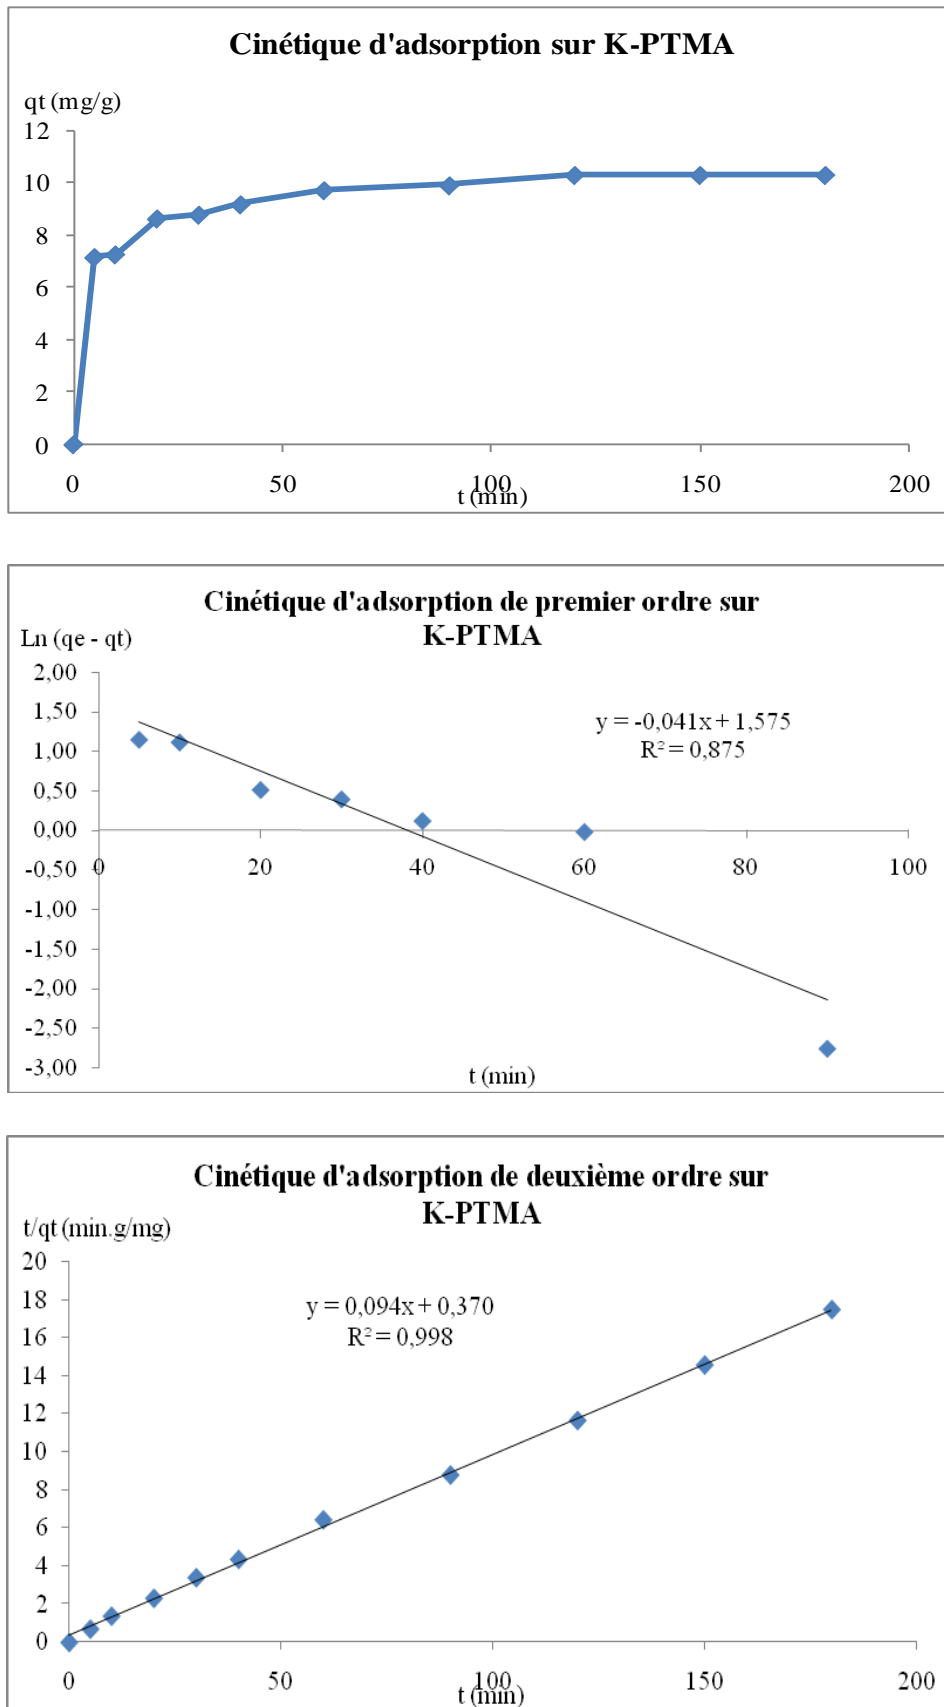 Cinétique d'adsorption sur K-PTMA
qt (mg/g)
12
10
8
6
4
2
0
0 50 100 150 200
t (min)
Cinétique d'adsorption de premier ordre sur
K-PTMA
Ln (qe - qt)
2,00
1,50
1,00
0,50
0,00
-0,50
-1,00
-1,50
-2,00
-2,50
-3,00
y = -0,041x + 1,575
R² = 0,875
0 20 40 60 80 100
t (min)
Cinétique d'adsorption de deuxième ordre sur
K-PTMA
t/qt (min.g/mg)
20
18
16
14
12
10
8
6
4
2
0
y = 0,094x + 0,370
R² = 0,998
0 50 100 150 200
t (min)